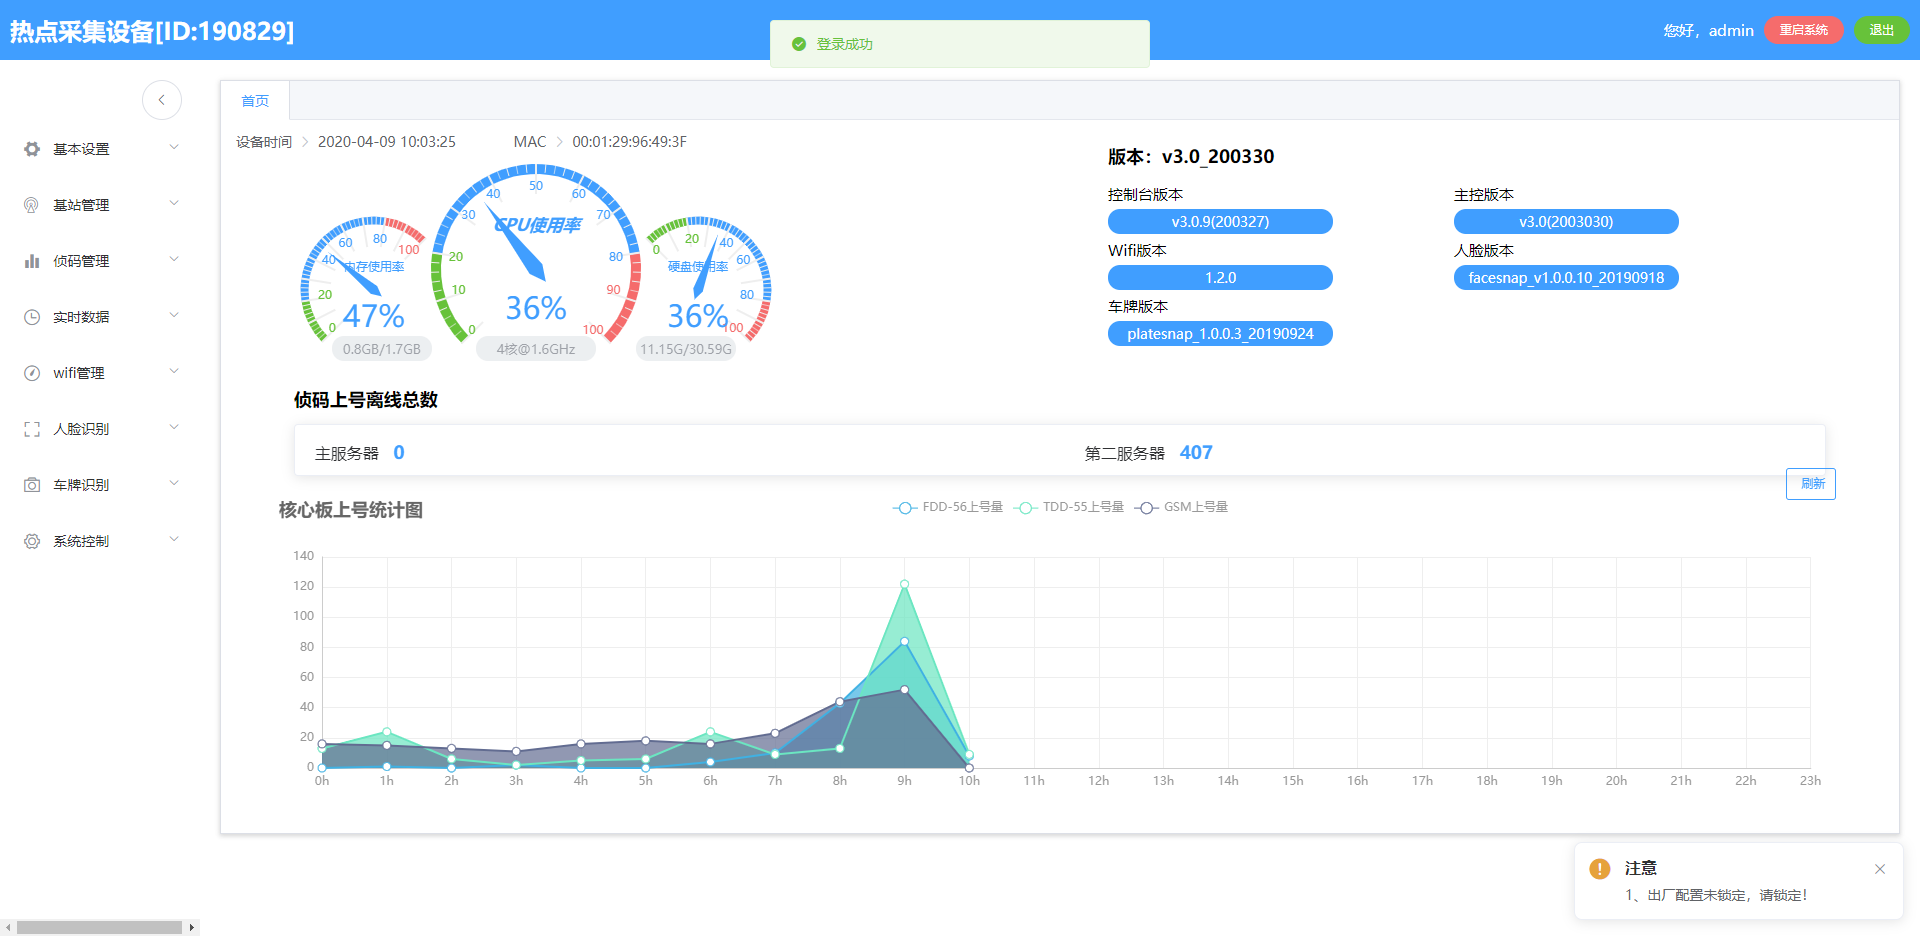 热点采集设备[ID:190829]
登录成功
您好，admin
重启系统
退出
基本设置
基站管理
侦码管理
实时数据
wifi管理
人脸识别
车牌识别
系统控制
首页
设备时间 2020-04-09 10:03:25 MAC 00:01:29:96:49:3F
0 20 40 60 80 100
内存使用率
47%
0.8GB/1.7GB
0 10 20 30 40 50 60 70 80 90 100
CPU使用率
36%
4核@1.6GHz
0 20 40 60 80 100
硬盘使用率
36%
11.15G/30.59G
版本：v3.0_200330
控制台版本
v3.0.9(200327)
主控版本
v3.0(2003030)
Wifi版本
1.2.0
人脸版本
facesnap_v1.0.0.10_20190918
车牌版本
platesnap_1.0.0.3_20190924
侦码上号离线总数
主服务器 0
第二服务器 407
刷新
核心板上号统计图
FDD-56上号量 TDD-55上号量 GSM上号量
140
120
100
80
60
40
20
0
0h 1h 2h 3h 4h 5h 6h 7h 8h 9h 10h 11h 12h 13h 14h 15h 16h 17h 18h 19h 20h 21h 22h 23h
注意
1、出厂配置未锁定，请锁定!